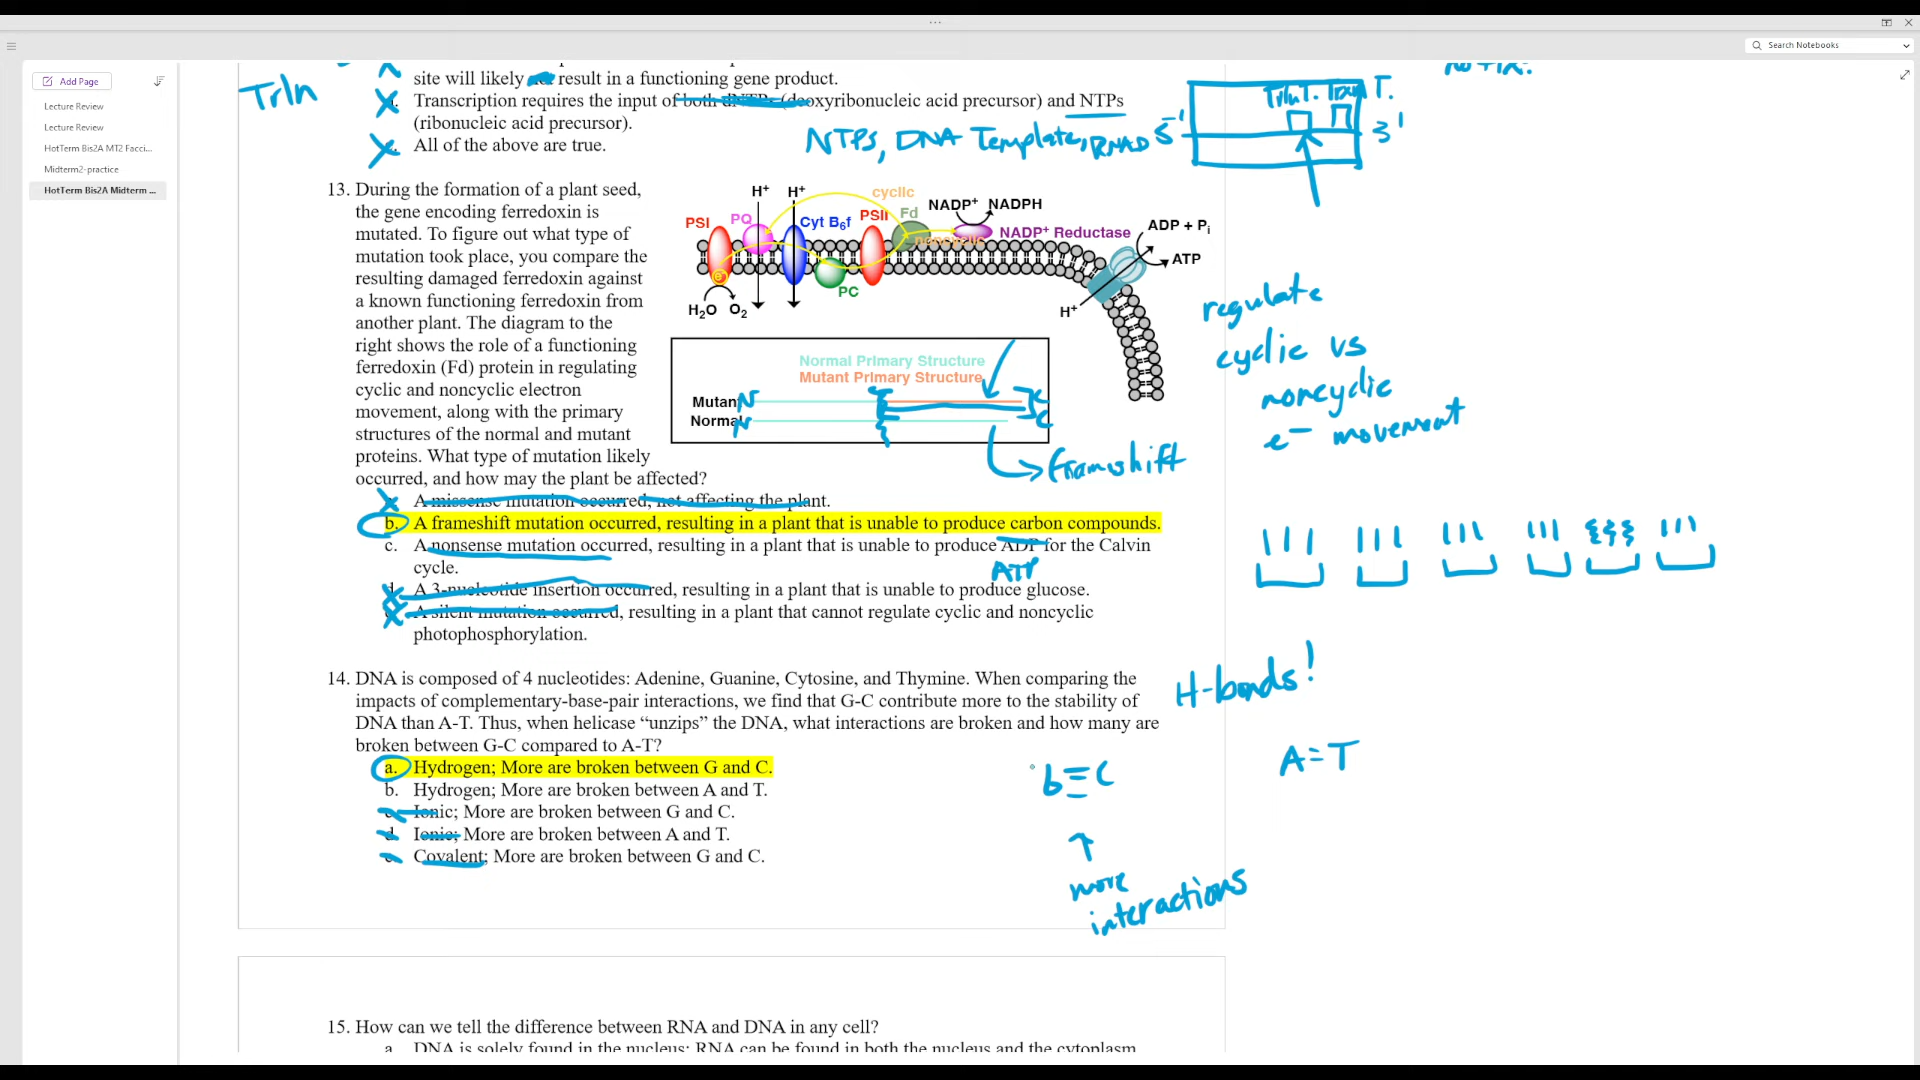 ...
Search Notebooks
Add Page
Lecture Review
Lecture Review
HotTerm Bis2A MT2 Facci...
Midterm2-practice
HotTerm Bis2A Midterm ...
Trln
site will likely result in a functioning gene product.
Transcription requires the input of both dNTPs (deoxyribonucleic acid precursor) and NTPs
(ribonucleic acid precursor).
All of the above are true.
NTPs, DNA Template, RNAP
5' 3'
Trln T. T.
13. During the formation of a plant seed,
the gene encoding ferredoxin is
mutated. To figure out what type of
mutation took place, you compare the
resulting damaged ferredoxin against
a known functioning ferredoxin from
another plant. The diagram to the
right shows the role of a functioning
ferredoxin (Fd) protein in regulating
cyclic and noncyclic electron
movement, along with the primary
structures of the normal and mutant
proteins. What type of mutation likely
occurred, and how may the plant be affected?
H+ H+ cyclic
PSI PQ Cyt B6f PSII Fd NADP+ NADPH
noncyclic NADP+ Reductase
ADP + Pi
ATP
e-
PC
H2O O2
H+
Normal Primary Structure
Mutant Primary Structure
Mutant N C
Normal N C
frameshift
regulate
cyclic vs
noncyclic
e- movement
A missense mutation occurred, not affecting the plant.
b. A frameshift mutation occurred, resulting in a plant that is unable to produce carbon compounds.
c. A nonsense mutation occurred, resulting in a plant that is unable to produce ADP for the Calvin
cycle.
ATP
d. A 3-nucleotide insertion occurred, resulting in a plant that is unable to produce glucose.
A silent mutation occurred, resulting in a plant that cannot regulate cyclic and noncyclic
photophosphorylation.
14. DNA is composed of 4 nucleotides: Adenine, Guanine, Cytosine, and Thymine. When comparing the
impacts of complementary-base-pair interactions, we find that G-C contribute more to the stability of
DNA than A-T. Thus, when helicase “unzips” the DNA, what interactions are broken and how many are
broken between G-C compared to A-T?
H-bonds!
a. Hydrogen; More are broken between G and C.
b. Hydrogen; More are broken between A and T.
c. Ionic; More are broken between G and C.
d. Ionic; More are broken between A and T.
e. Covalent; More are broken between G and C.
G≡C
A=T
↑
more
interactions
15. How can we tell the difference between RNA and DNA in any cell?
a. DNA is solely found in the nucleus; RNA can be found in both the nucleus and the cytoplasm